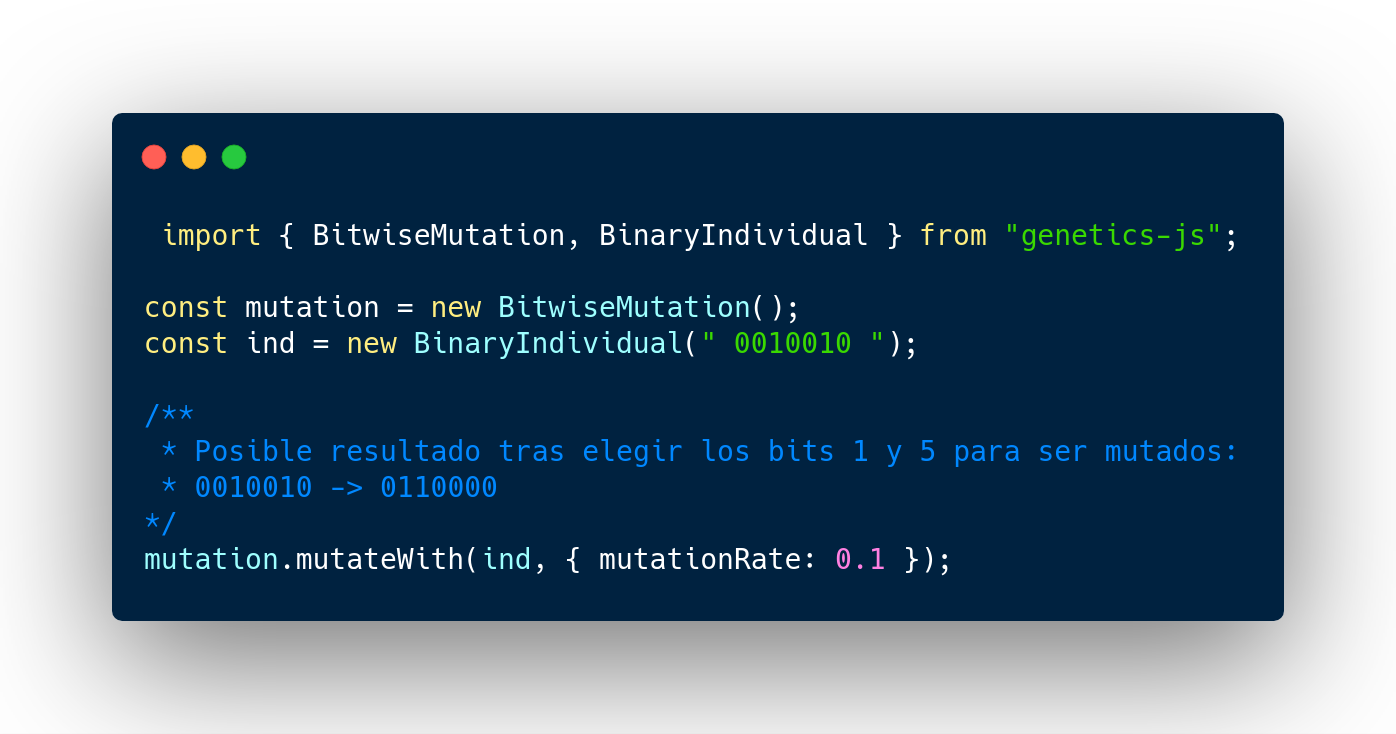 import { BitwiseMutation, BinaryIndividual } from "genetics-js";
const mutation = new BitwiseMutation();
const ind = new BinaryIndividual(" 0010010 ");
/**
 * Posible resultado tras elegir los bits 1 y 5 para ser mutados:
 * 0010010 -> 0110000
*/
mutation.mutateWith(ind, { mutationRate: 0.1 });